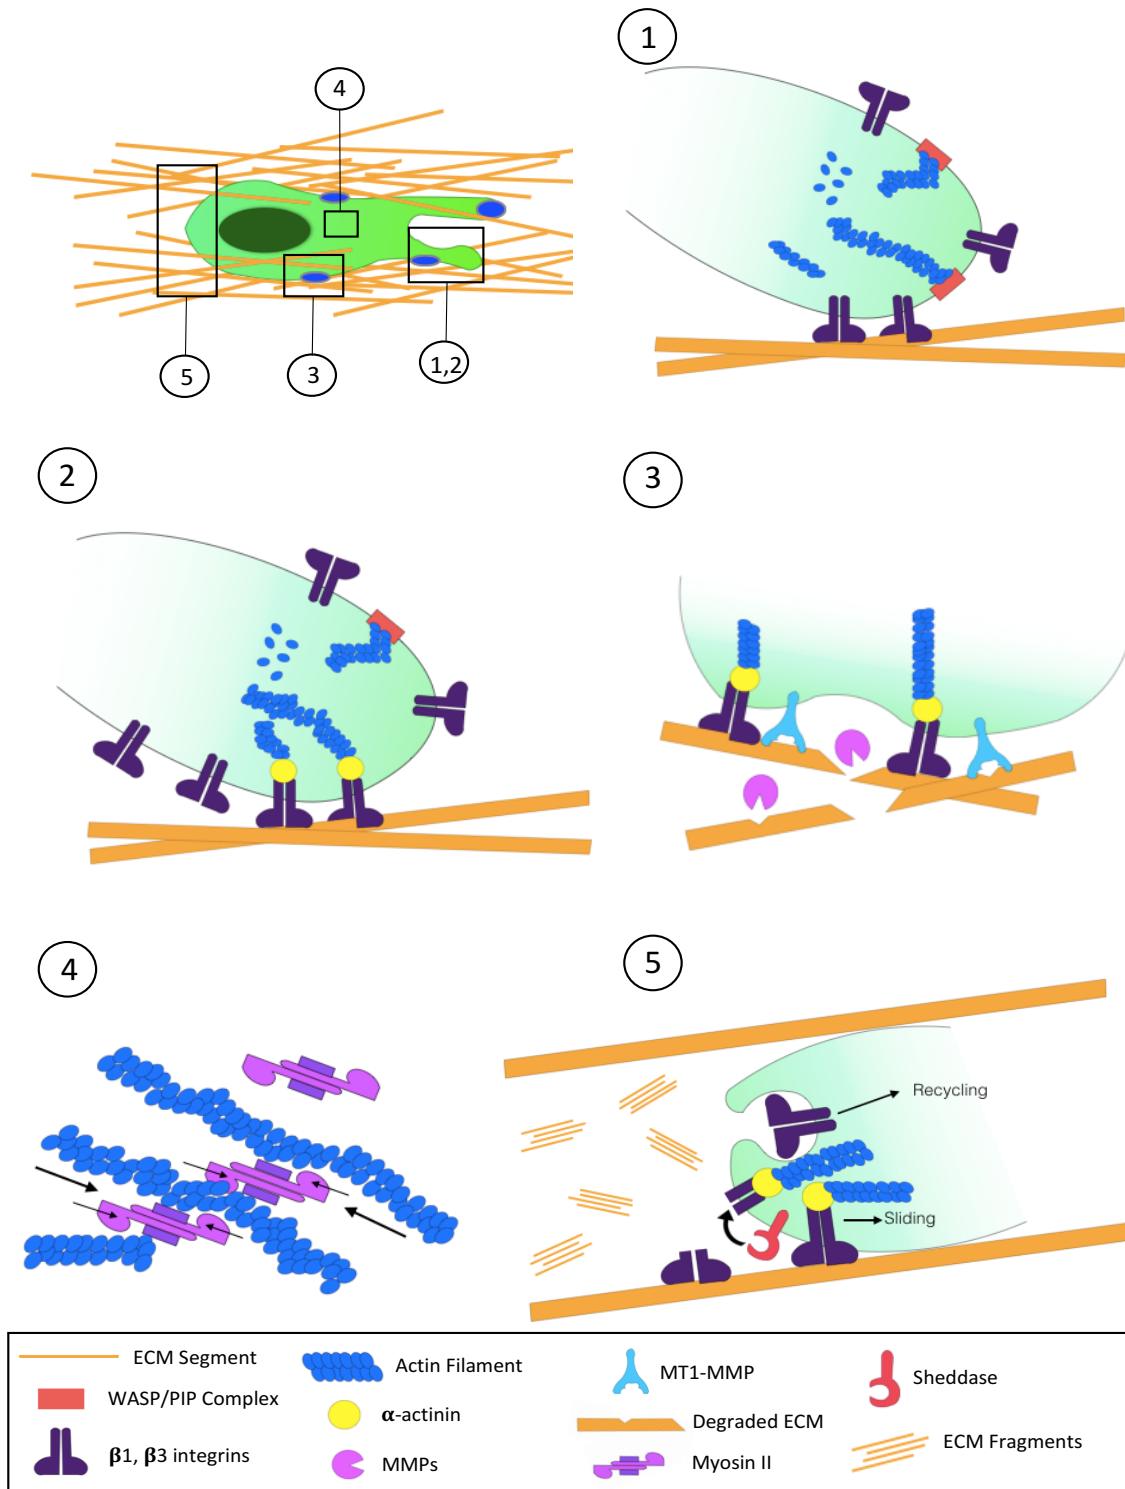 1
4
5
3
1,2
2
3
4
5
Recycling
Sliding
ECM Segment
Actin Filament
MT1-MMP
Sheddase
WASP/PIP Complex
α-actinin
Degraded ECM
β1, β3 integrins
MMPs
Myosin II
ECM Fragments